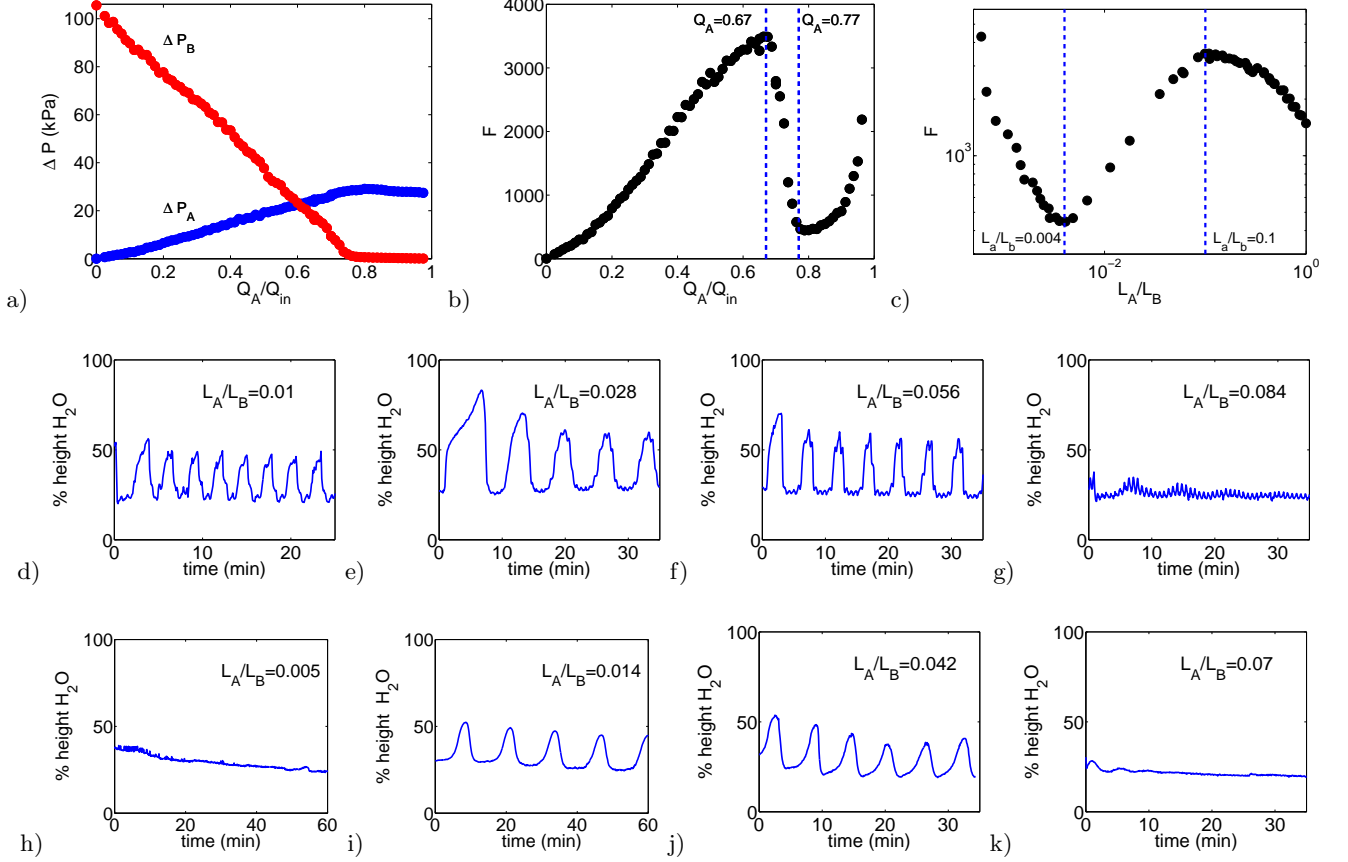 100
80
60
40
20
0
Δ P (kPa)
Δ P_B
Δ P_A
0 0.2 0.4 0.6 0.8 1
Q_A/Q_in
a)
4000
3000
2000
1000
0
F
Q_A=0.67
Q_A=0.77
0 0.2 0.4 0.6 0.8 1
Q_A/Q_in
b)
10^3
F
L_a/L_b=0.004
L_a/L_b=0.1
10^-2 10^0
L_A/L_B
c)
100
50
0
% height H_2O
L_A/L_B=0.01
0 10 20
time (min)
d)
100
50
0
% height H_2O
L_A/L_B=0.028
0 10 20 30
time (min)
e)
100
50
0
% height H_2O
L_A/L_B=0.056
0 10 20 30
time (min)
f)
100
50
0
% height H_2O
L_A/L_B=0.084
0 10 20 30
time (min)
g)
100
50
0
% height H_2O
L_A/L_B=0.005
0 20 40 60
time (min)
h)
100
50
0
% height H_2O
L_A/L_B=0.014
0 20 40 60
time (min)
i)
100
50
0
% height H_2O
L_A/L_B=0.042
0 10 20 30
time (min)
j)
100
50
0
% height H_2O
L_A/L_B=0.07
0 10 20 30
time (min)
k)